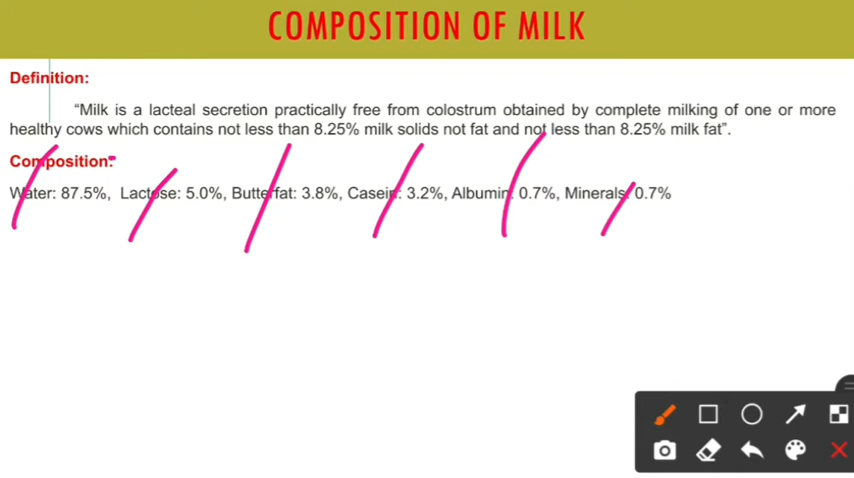 COMPOSITION OF MILK
Definition:
“Milk is a lacteal secretion practically free from colostrum obtained by complete milking of one or more
healthy cows which contains not less than 8.25% milk solids not fat and not less than 8.25% milk fat”.
Composition:
Water: 87.5%, Lactose: 5.0%, Butterfat: 3.8%, Casein: 3.2%, Albumin: 0.7%, Minerals: 0.7%